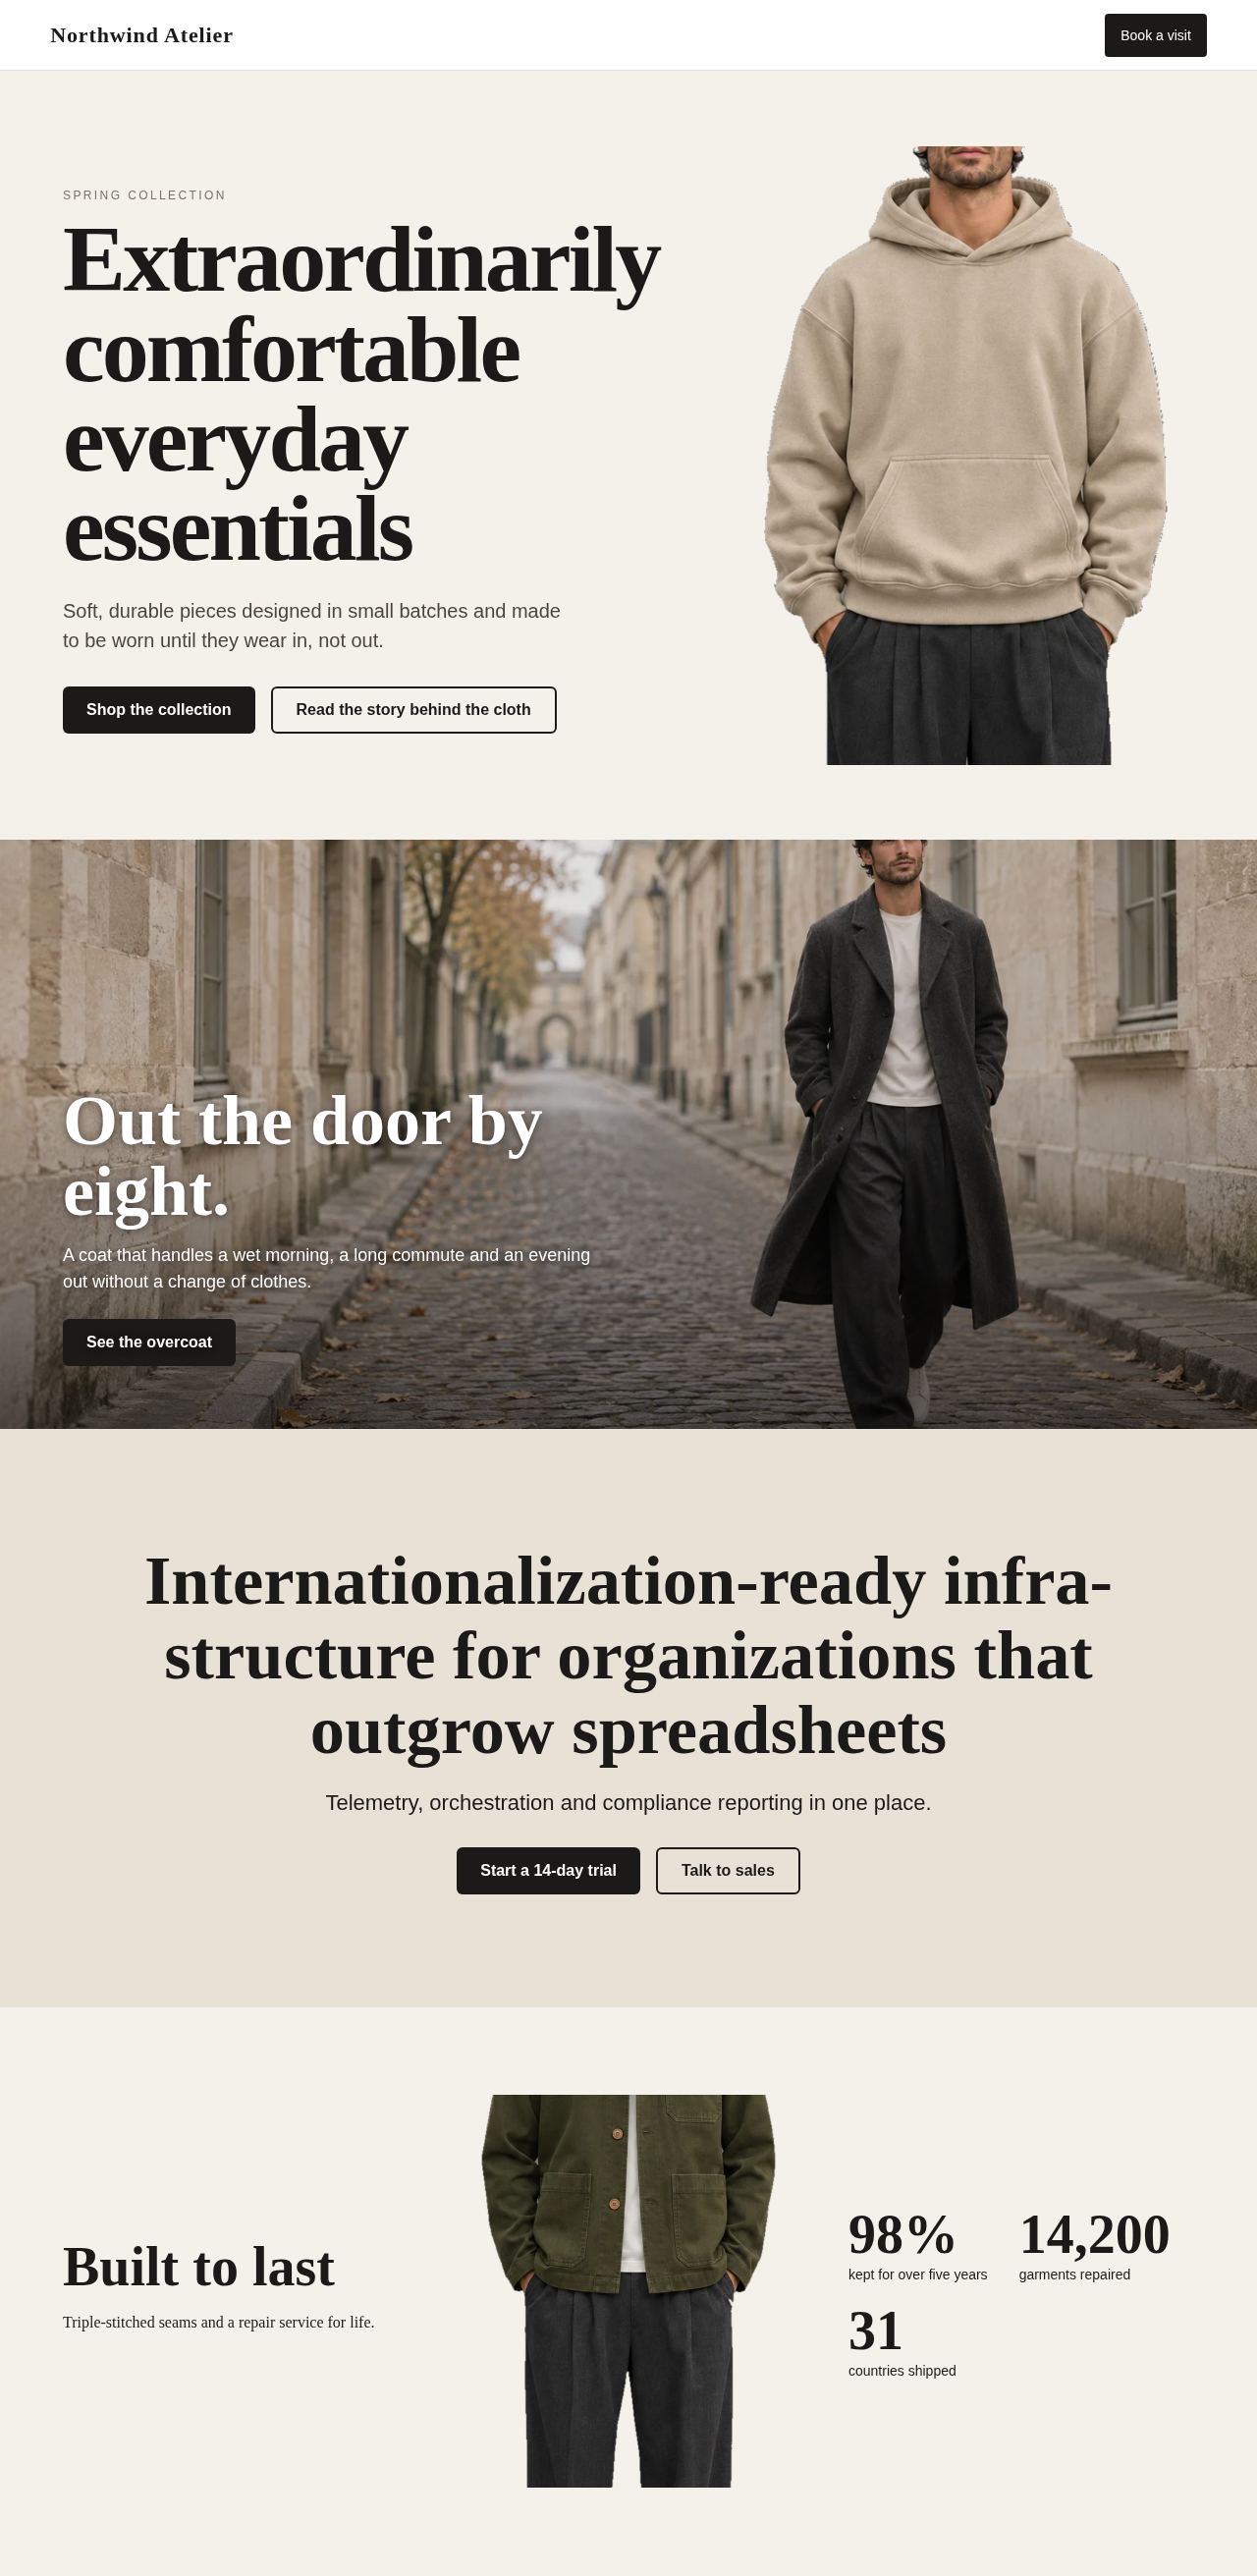 Northwind Atelier
Book a visit
SPRING COLLECTION
Extraordinarily
comfortable
everyday
essentials
Soft, durable pieces designed in small batches and made
to be worn until they wear in, not out.
Shop the collection
Read the story behind the cloth
Out the door by
eight.
A coat that handles a wet morning, a long commute and an evening
out without a change of clothes.
See the overcoat
Internationalization-ready infra-
structure for organizations that
outgrow spreadsheets
Telemetry, orchestration and compliance reporting in one place.
Start a 14-day trial
Talk to sales
Built to last
Triple-stitched seams and a repair service for life.
98%
kept for over five years
14,200
garments repaired
31
countries shipped